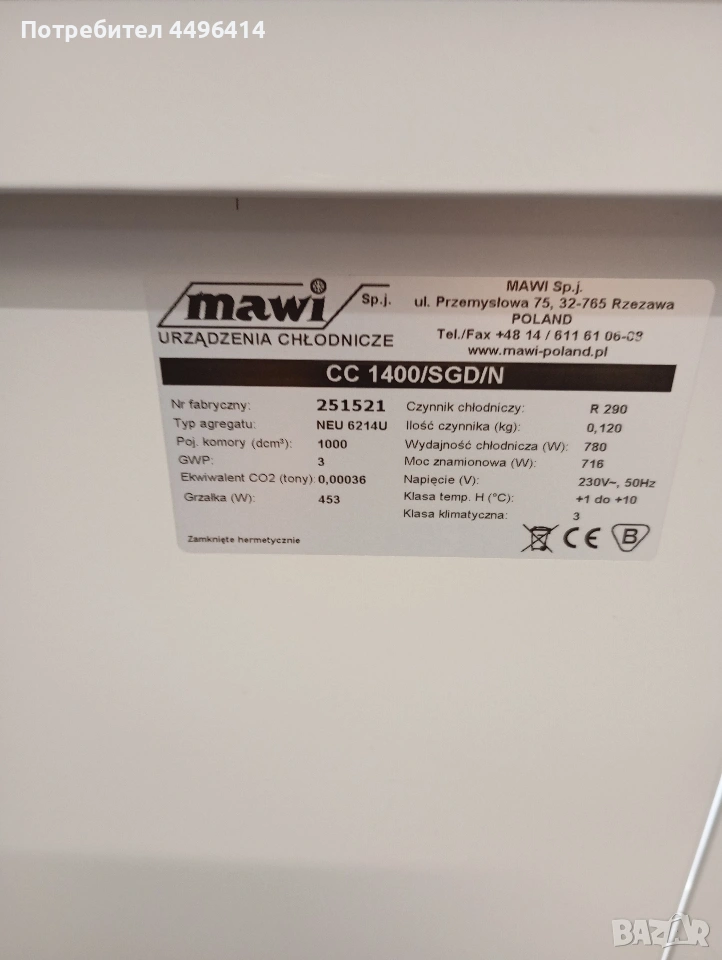 Потребител 4496414
mawi Sp.j.
URZĄDZENIA CHŁODNICZE
MAWI Sp.j.
ul. Przemysłowa 75, 32-765 Rzezawa
POLAND
Tel./Fax +48 14 / 611 61 06-09
www.mawi-poland.pl
CC 1400/SGD/N
Nr fabryczny: 251521
Typ agregatu: NEU 6214U
Poj. komory (dcm³): 1000
GWP: 3
Ekwiwalent CO2 (tony): 0,00036
Grzałka (W): 453
Zamknięte hermetycznie
Czynnik chłodniczy: R 290
Ilość czynnika (kg): 0,120
Wydajność chłodnicza (W): 780
Moc znamionowa (W): 716
Napięcie (V): 230V~, 50Hz
Klasa temp. H (°C): +1 do +10
Klasa klimatyczna: 3
CE B
BAZAR